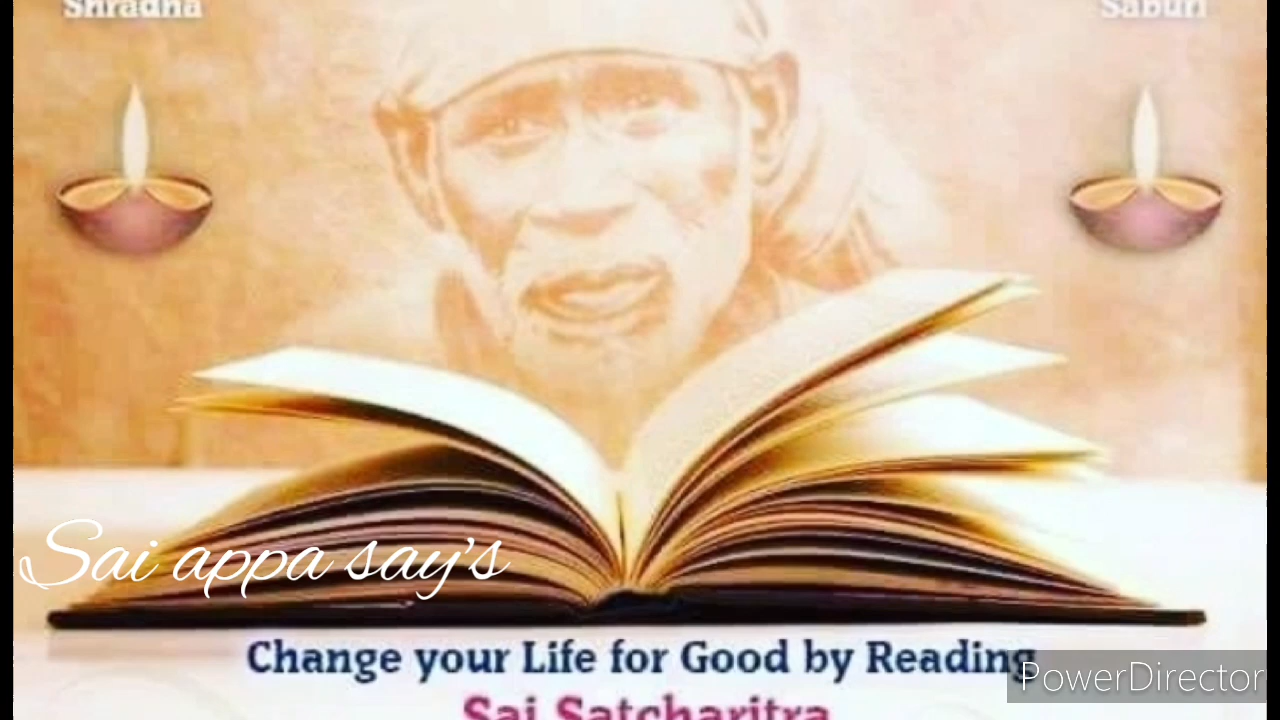 Shradha
Saburi
Sai appa say's
Change your Life for Good by Reading
PowerDirector
Sai Satcharitra